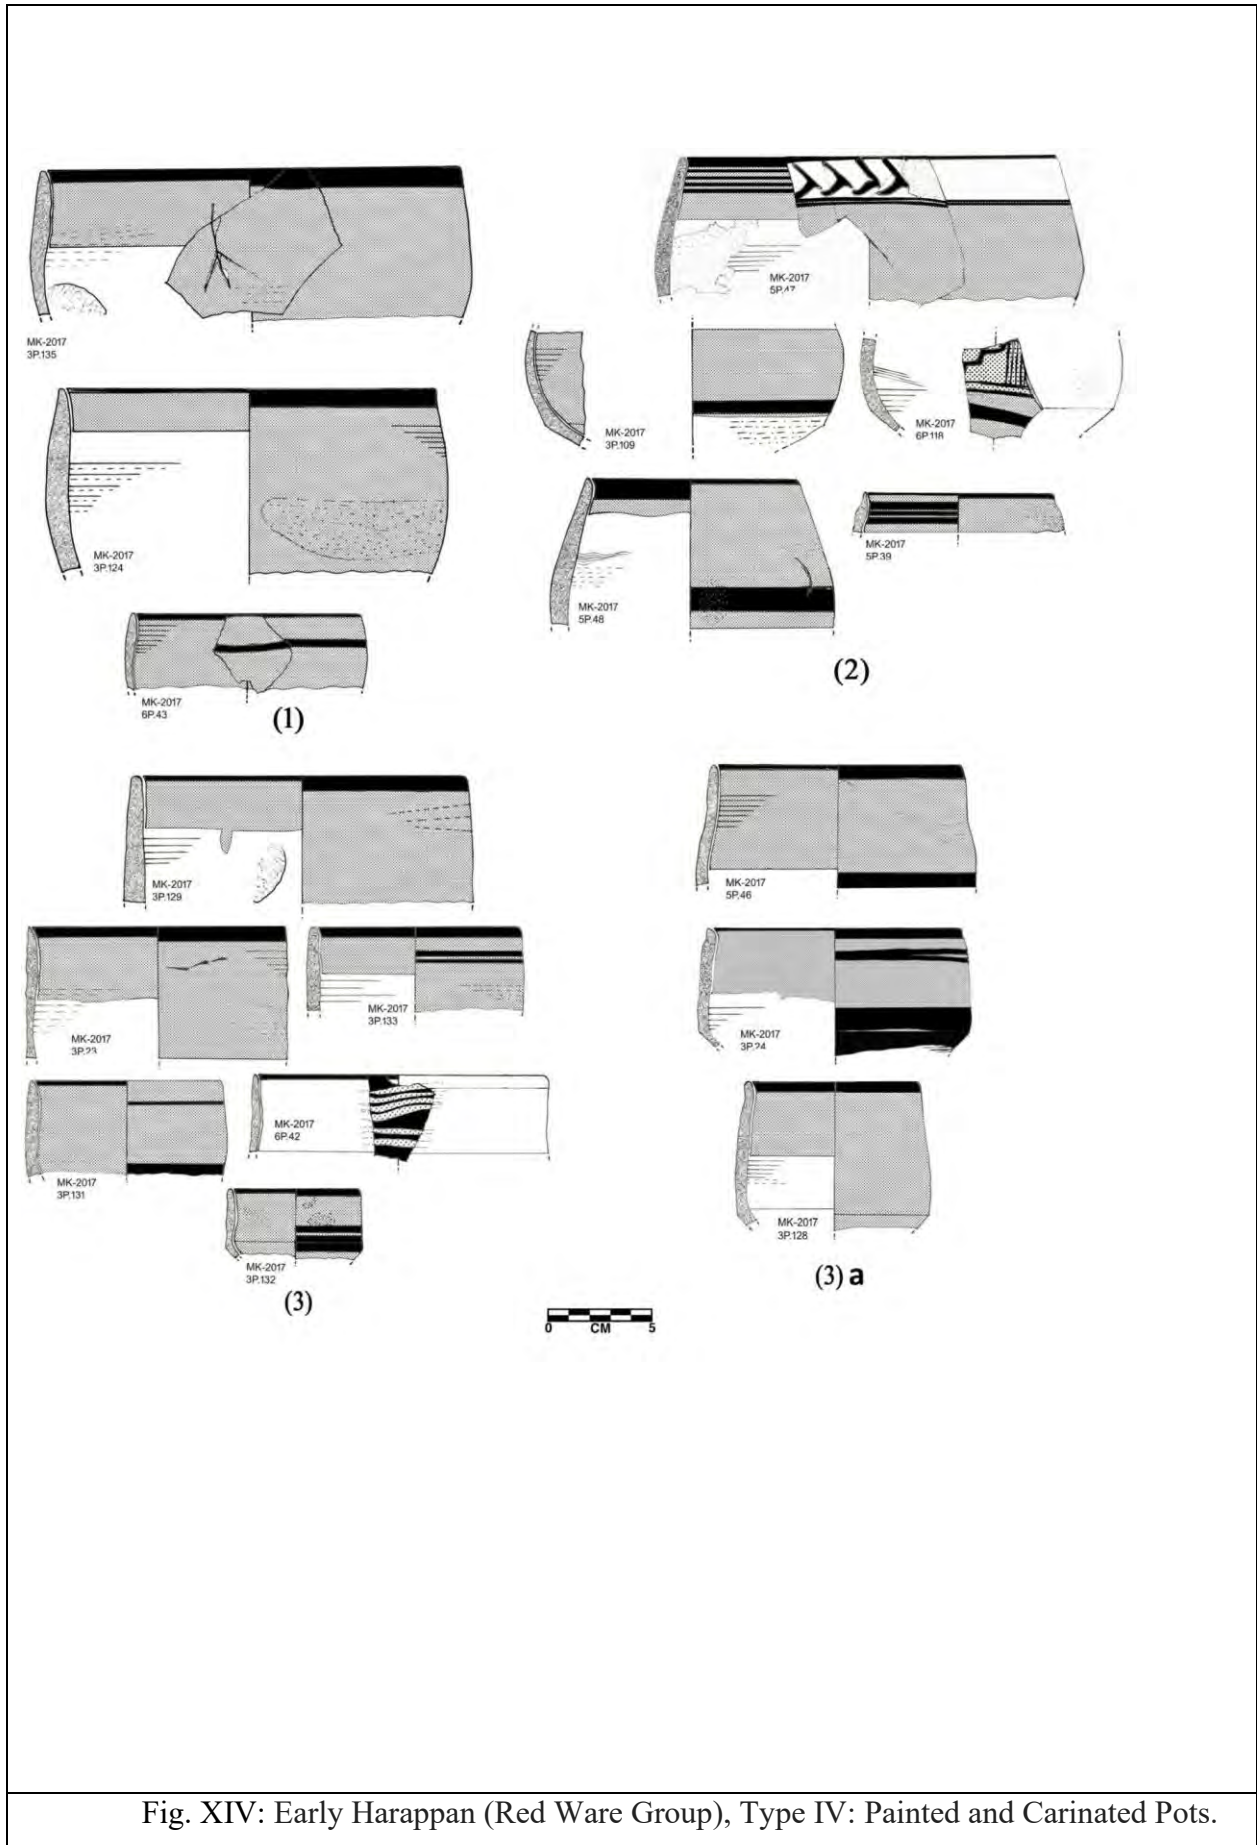 MK-2017
3P.135
MK-2017
5P.47
MK-2017
3P.109
MK-2017
6P.118
MK-2017
3P.124
MK-2017
5P.39
MK-2017
5P.48
(2)
MK-2017
6P.43
(1)
MK-2017
3P.129
MK-2017
5P.46
MK-2017
3P.23
MK-2017
3P.133
MK-2017
3P.24
MK-2017
3P.131
MK-2017
6P.42
MK-2017
3P.128
MK-2017
3P.132
(3)
(3) a
0 CM 5
Fig. XIV: Early Harappan (Red Ware Group), Type IV: Painted and Carinated Pots.